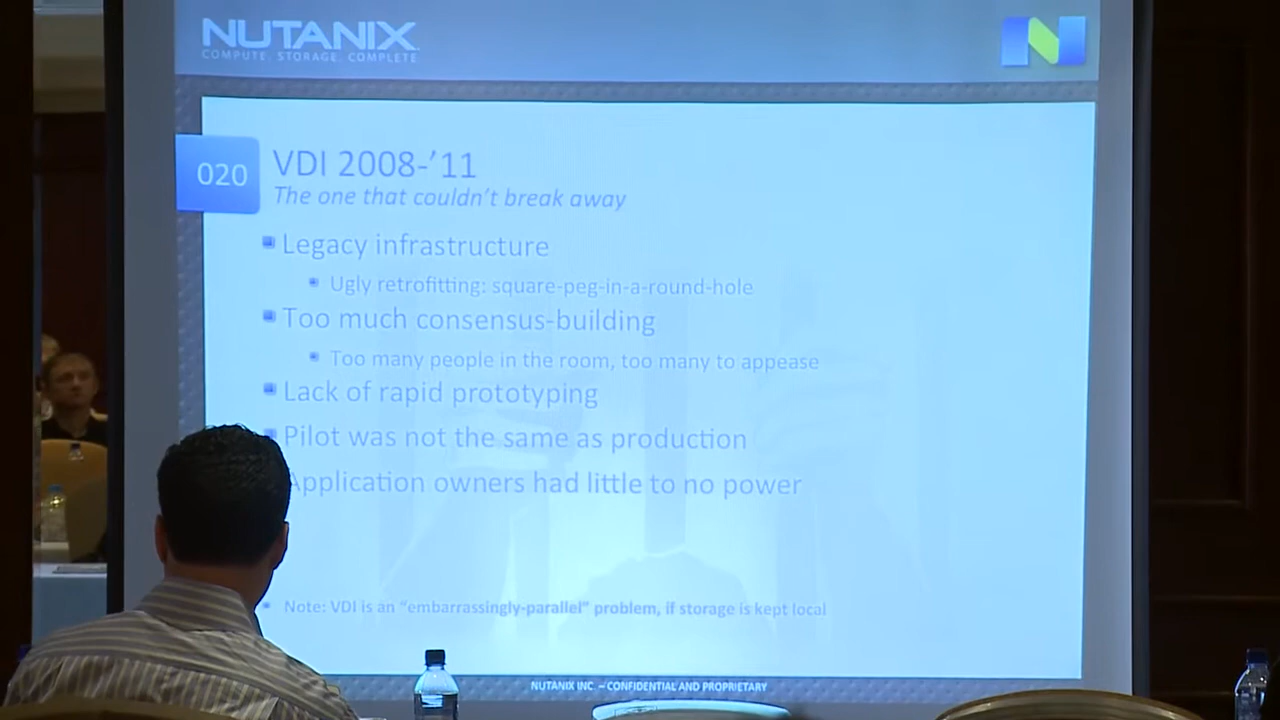 NUTANIX
COMPUTE. STORAGE. COMPLETE
N
020
VDI 2008-’11
The one that couldn’t break away
Legacy infrastructure
Ugly retrofitting: square-peg-in-a-round-hole
Too much consensus-building
Too many people in the room, too many to appease
Lack of rapid prototyping
Pilot was not the same as production
Application owners had little to no power
Note: VDI is an “embarrassingly-parallel” problem, if storage is kept local
NUTANIX INC. – CONFIDENTIAL AND PROPRIETARY